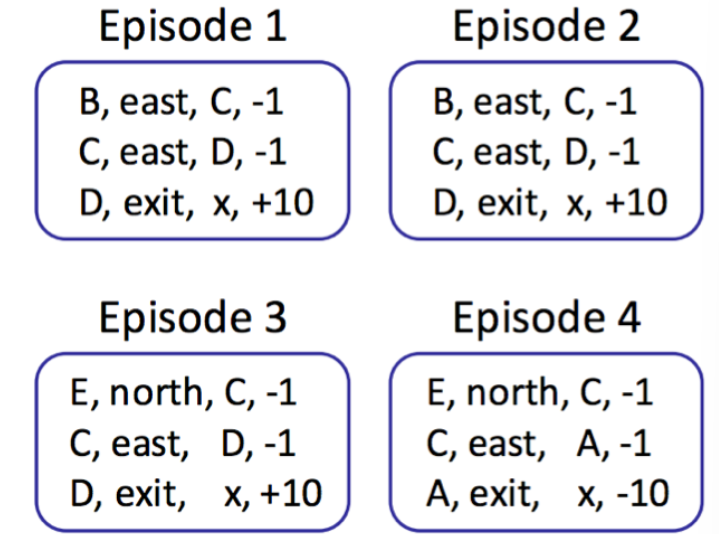 Episode 1
B, east, C, -1
C, east, D, -1
D, exit, x, +10
Episode 2
B, east, C, -1
C, east, D, -1
D, exit, x, +10
Episode 3
E, north, C, -1
C, east, D, -1
D, exit, x, +10
Episode 4
E, north, C, -1
C, east, A, -1
A, exit, x, -10